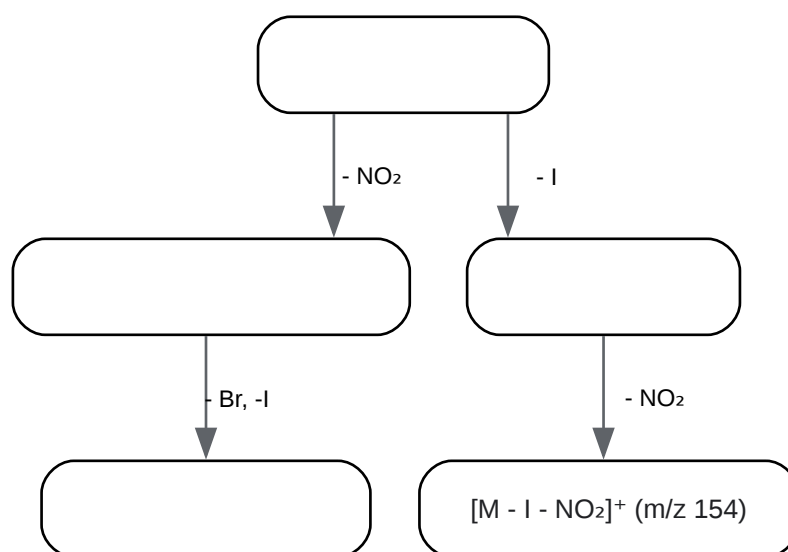 - NO₂
- I
- Br, -I
- NO₂
[M - I - NO₂]⁺ (m/z 154)